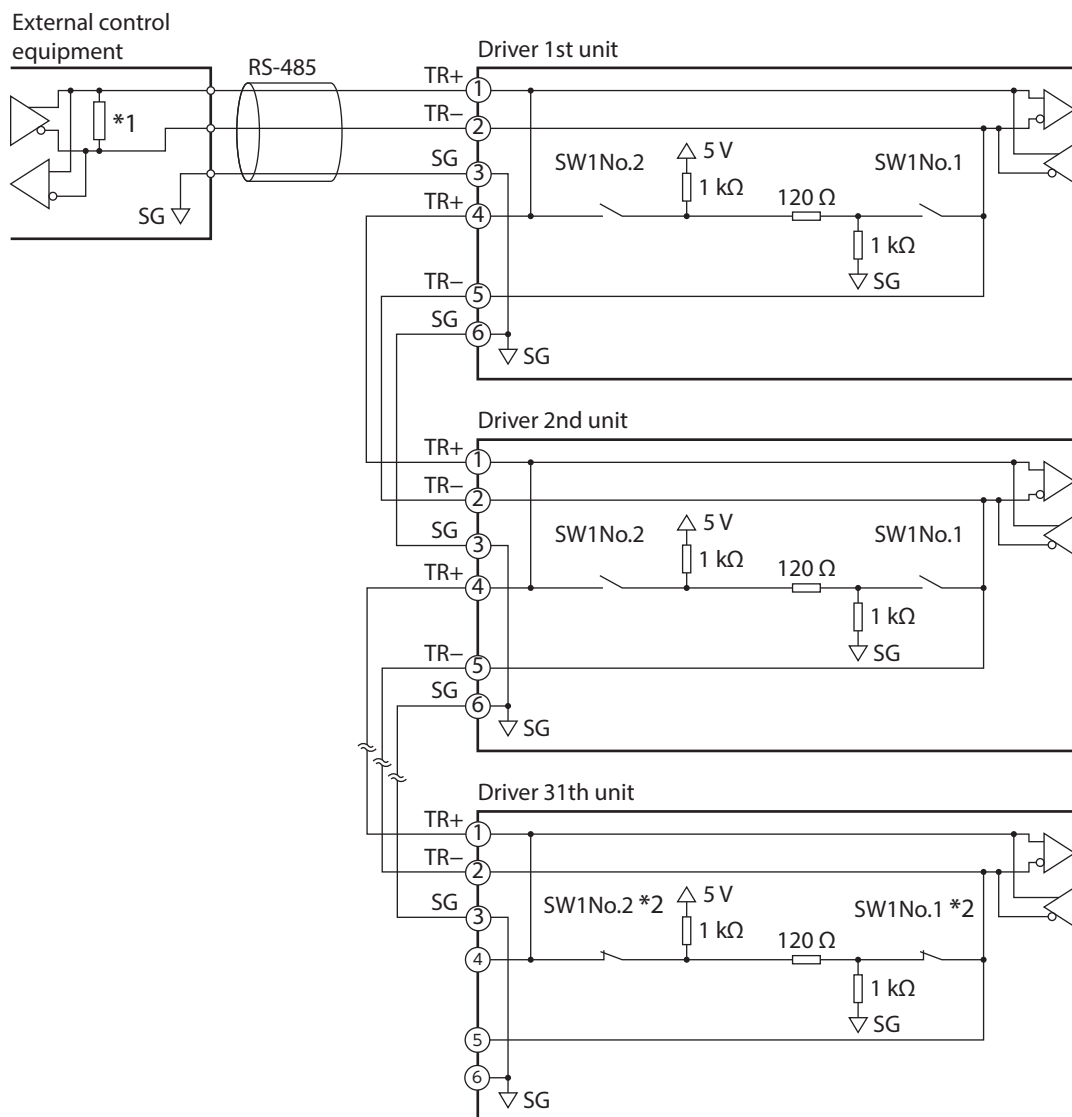 External control
equipment
RS-485
*1
SG
Driver 1st unit
TR+
1
TR−
2
SG
3
TR+
4
TR−
5
SG
6
SW1No.2
5 V
1 kΩ
120 Ω
SW1No.1
1 kΩ
SG
SG
Driver 2nd unit
TR+
1
TR−
2
SG
3
TR+
4
TR−
5
SG
6
SW1No.2
5 V
1 kΩ
120 Ω
SW1No.1
1 kΩ
SG
SG
Driver 31th unit
TR+
1
TR−
2
SG
3
4
5
6
SW1No.2 *2
5 V
1 kΩ
120 Ω
SW1No.1 *2
1 kΩ
SG
SG